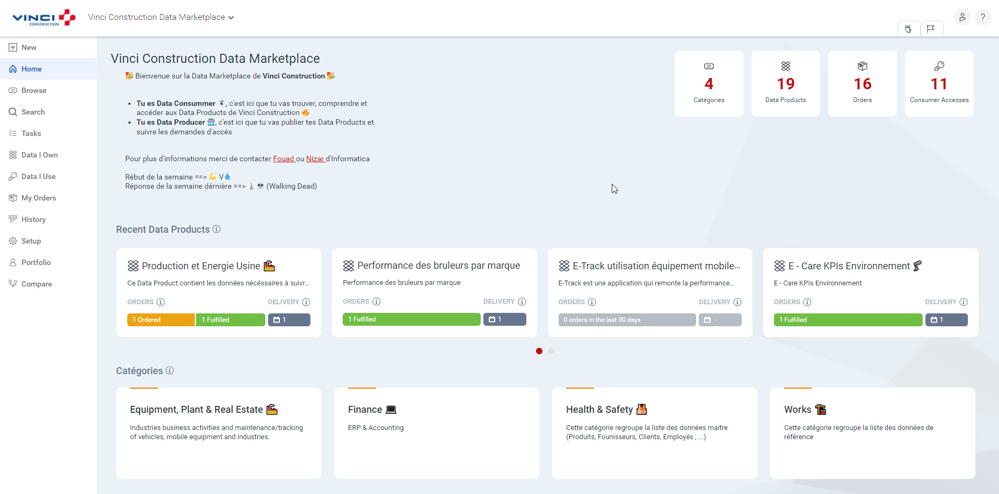 VINCI
CONSTRUCTION
Vinci Construction Data Marketplace
?
New
Home
Browse
Search
Tasks
Data I Own
Data I Use
My Orders
History
Setup
Portfolio
Compare
Vinci Construction Data Marketplace
🥳 Bienvenue sur la Data Marketplace de Vinci Construction 🥳
• Tu es Data Consummer , c'est ici que tu vas trouver, comprendre et
accéder aux Data Products de Vinci Construction 🔥
• Tu es Data Producer , c'est ici que tu vas publier tes Data Products et
suivre les demandes d'accés
Pour plus d'informations merci de contacter Fouad ou Nizar d'Informatica
Rébut de la semaine ==> 💪 V💧
Réponse de la semaine dérnière ==> 🚶 💀 (Walking Dead)
4
Catégories
19
Data Products
16
Orders
11
Consumer Accesses
Recent Data Products
Production et Energie Usine 🏭
Ce Data Product contient les données nécéssaires à suivr...
ORDERS
DELIVERY
1 Ordered
1 Fulfilled
1
Performance des bruleurs par marque
Performance des bruleurs par marque
ORDERS
DELIVERY
1 Fulfilled
1
E-Track utilisation équipement mobile...
E-Track est une application qui remonte la performance...
ORDERS
DELIVERY
0 orders in the last 90 days
-
E - Care KPIs Environnement
E - Care KPIs Environnement
ORDERS
DELIVERY
1 Fulfilled
1
Catégories
Equipment, Plant & Real Estate 🏭
Industries business activities and maintenance/tracking
of vehicles, mobile equipment and industries.
Finance 💻
ERP & Accounting
Health & Safety 🦺
Cette catégorie regroupe la liste des données maitre
(Produits, Founisseurs, Clients, Employés , ...)
Works 🏗
Cette catégorie regroupe la liste des données de
référence